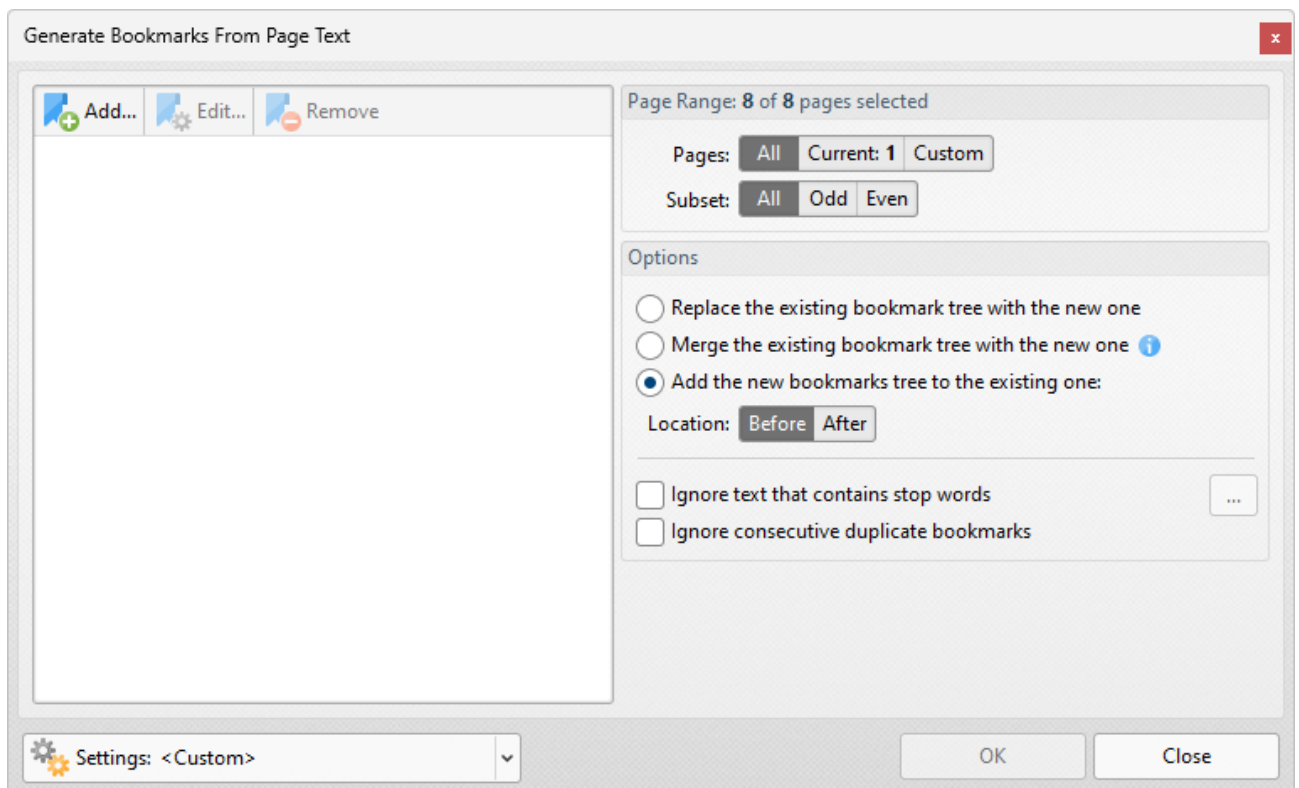 Generate Bookmarks From Page Text
x
Add... Edit... Remove
Page Range: 8 of 8 pages selected
Pages: All Current: 1 Custom
Subset: All Odd Even
Options
Replace the existing bookmark tree with the new one
Merge the existing bookmark tree with the new one i
Add the new bookmarks tree to the existing one:
Location: Before After
Ignore text that contains stop words ...
Ignore consecutive duplicate bookmarks
Settings: <Custom>
OK Close